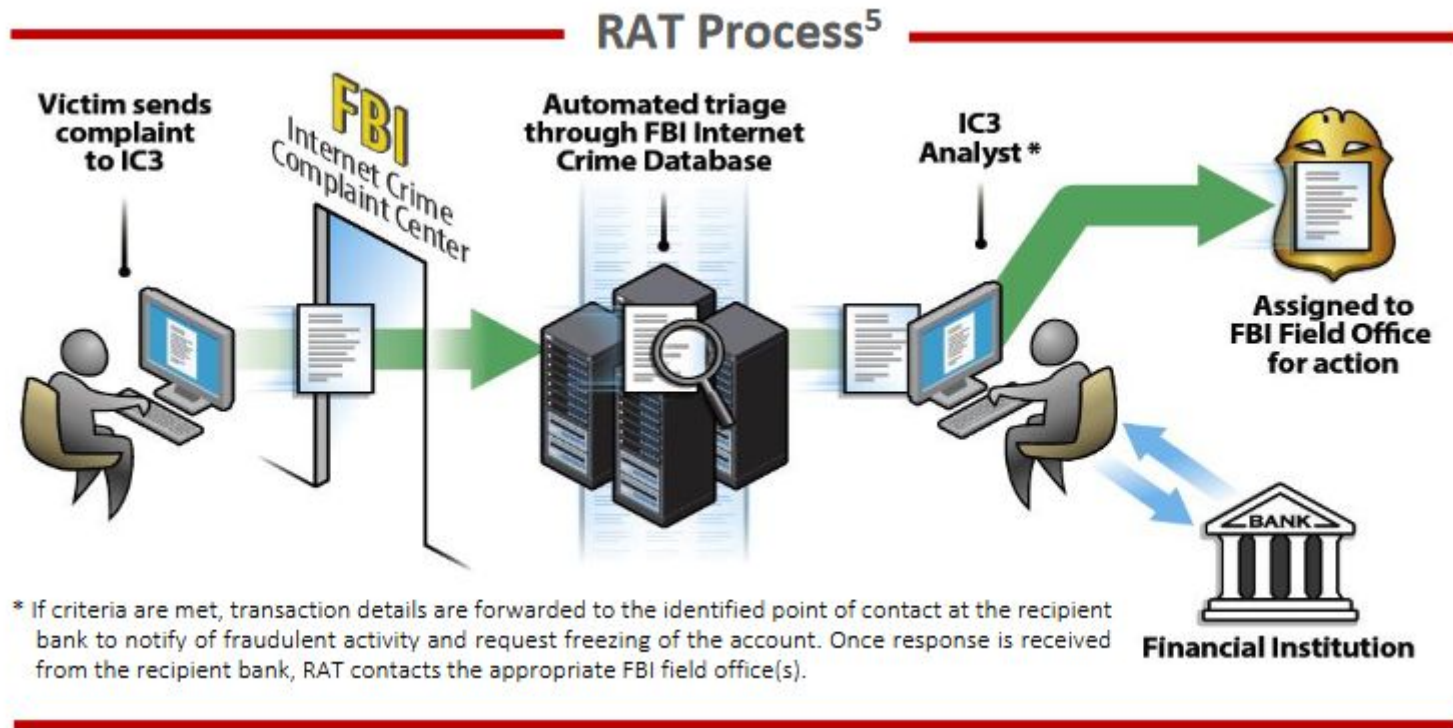 RAT Process⁵
Victim sends
complaint
to IC3
FBI
Internet Crime
Complaint Center
Automated triage
through FBI Internet
Crime Database
IC3
Analyst *
Assigned to
FBI Field Office
for action
BANK
Financial Institution
* If criteria are met, transaction details are forwarded to the identified point of contact at the recipient
bank to notify of fraudulent activity and request freezing of the account. Once response is received
from the recipient bank, RAT contacts the appropriate FBI field office(s).